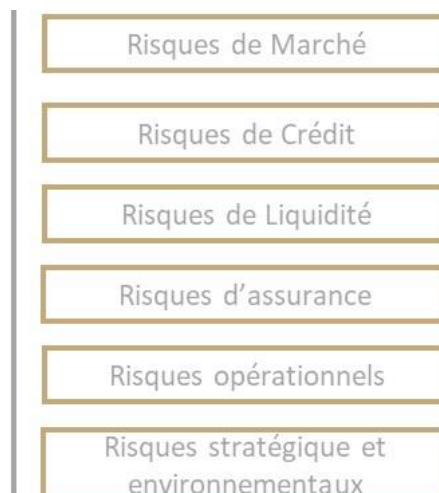 Risques de Marché
Risques de Crédit
Risques de Liquidité
Risques d’assurance
Risques opérationnels
Risques stratégique et
environnementaux